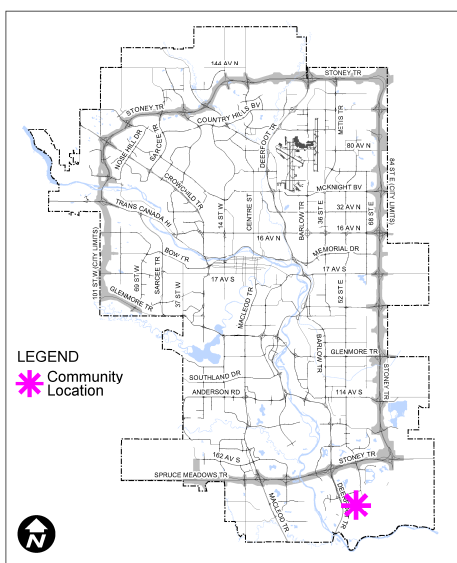 144 AV N
STONEY TR
STONEY TR
COUNTRY HILLS BV
NOSE HILL DR
SARCEE TR
DEERFOOT TR
METIS TR
80 AV N
CROWCHILD TR
MCKNIGHT BV
84 ST E (CITY LIMITS)
TRANS CANADA HI
14 ST W
CENTRE ST
BARLOW TR
36 ST E
32 AV N
68 ST E
16 AV N
16 AV N
101 ST W (CITY LIMITS)
BOW TR
MEMORIAL DR
69 ST W
SARCEE TR
37 ST W
17 AV S
17 AV S
52 ST E
GLENMORE TR
MACLEOD TR
BARLOW TR
GLENMORE TR
LEGEND
Community
Location
SOUTHLAND DR
ANDERSON RD
114 AV S
STONEY TR
162 AV S
STONEY TR
SPRUCE MEADOWS TR
MACLEOD TR
TR
N